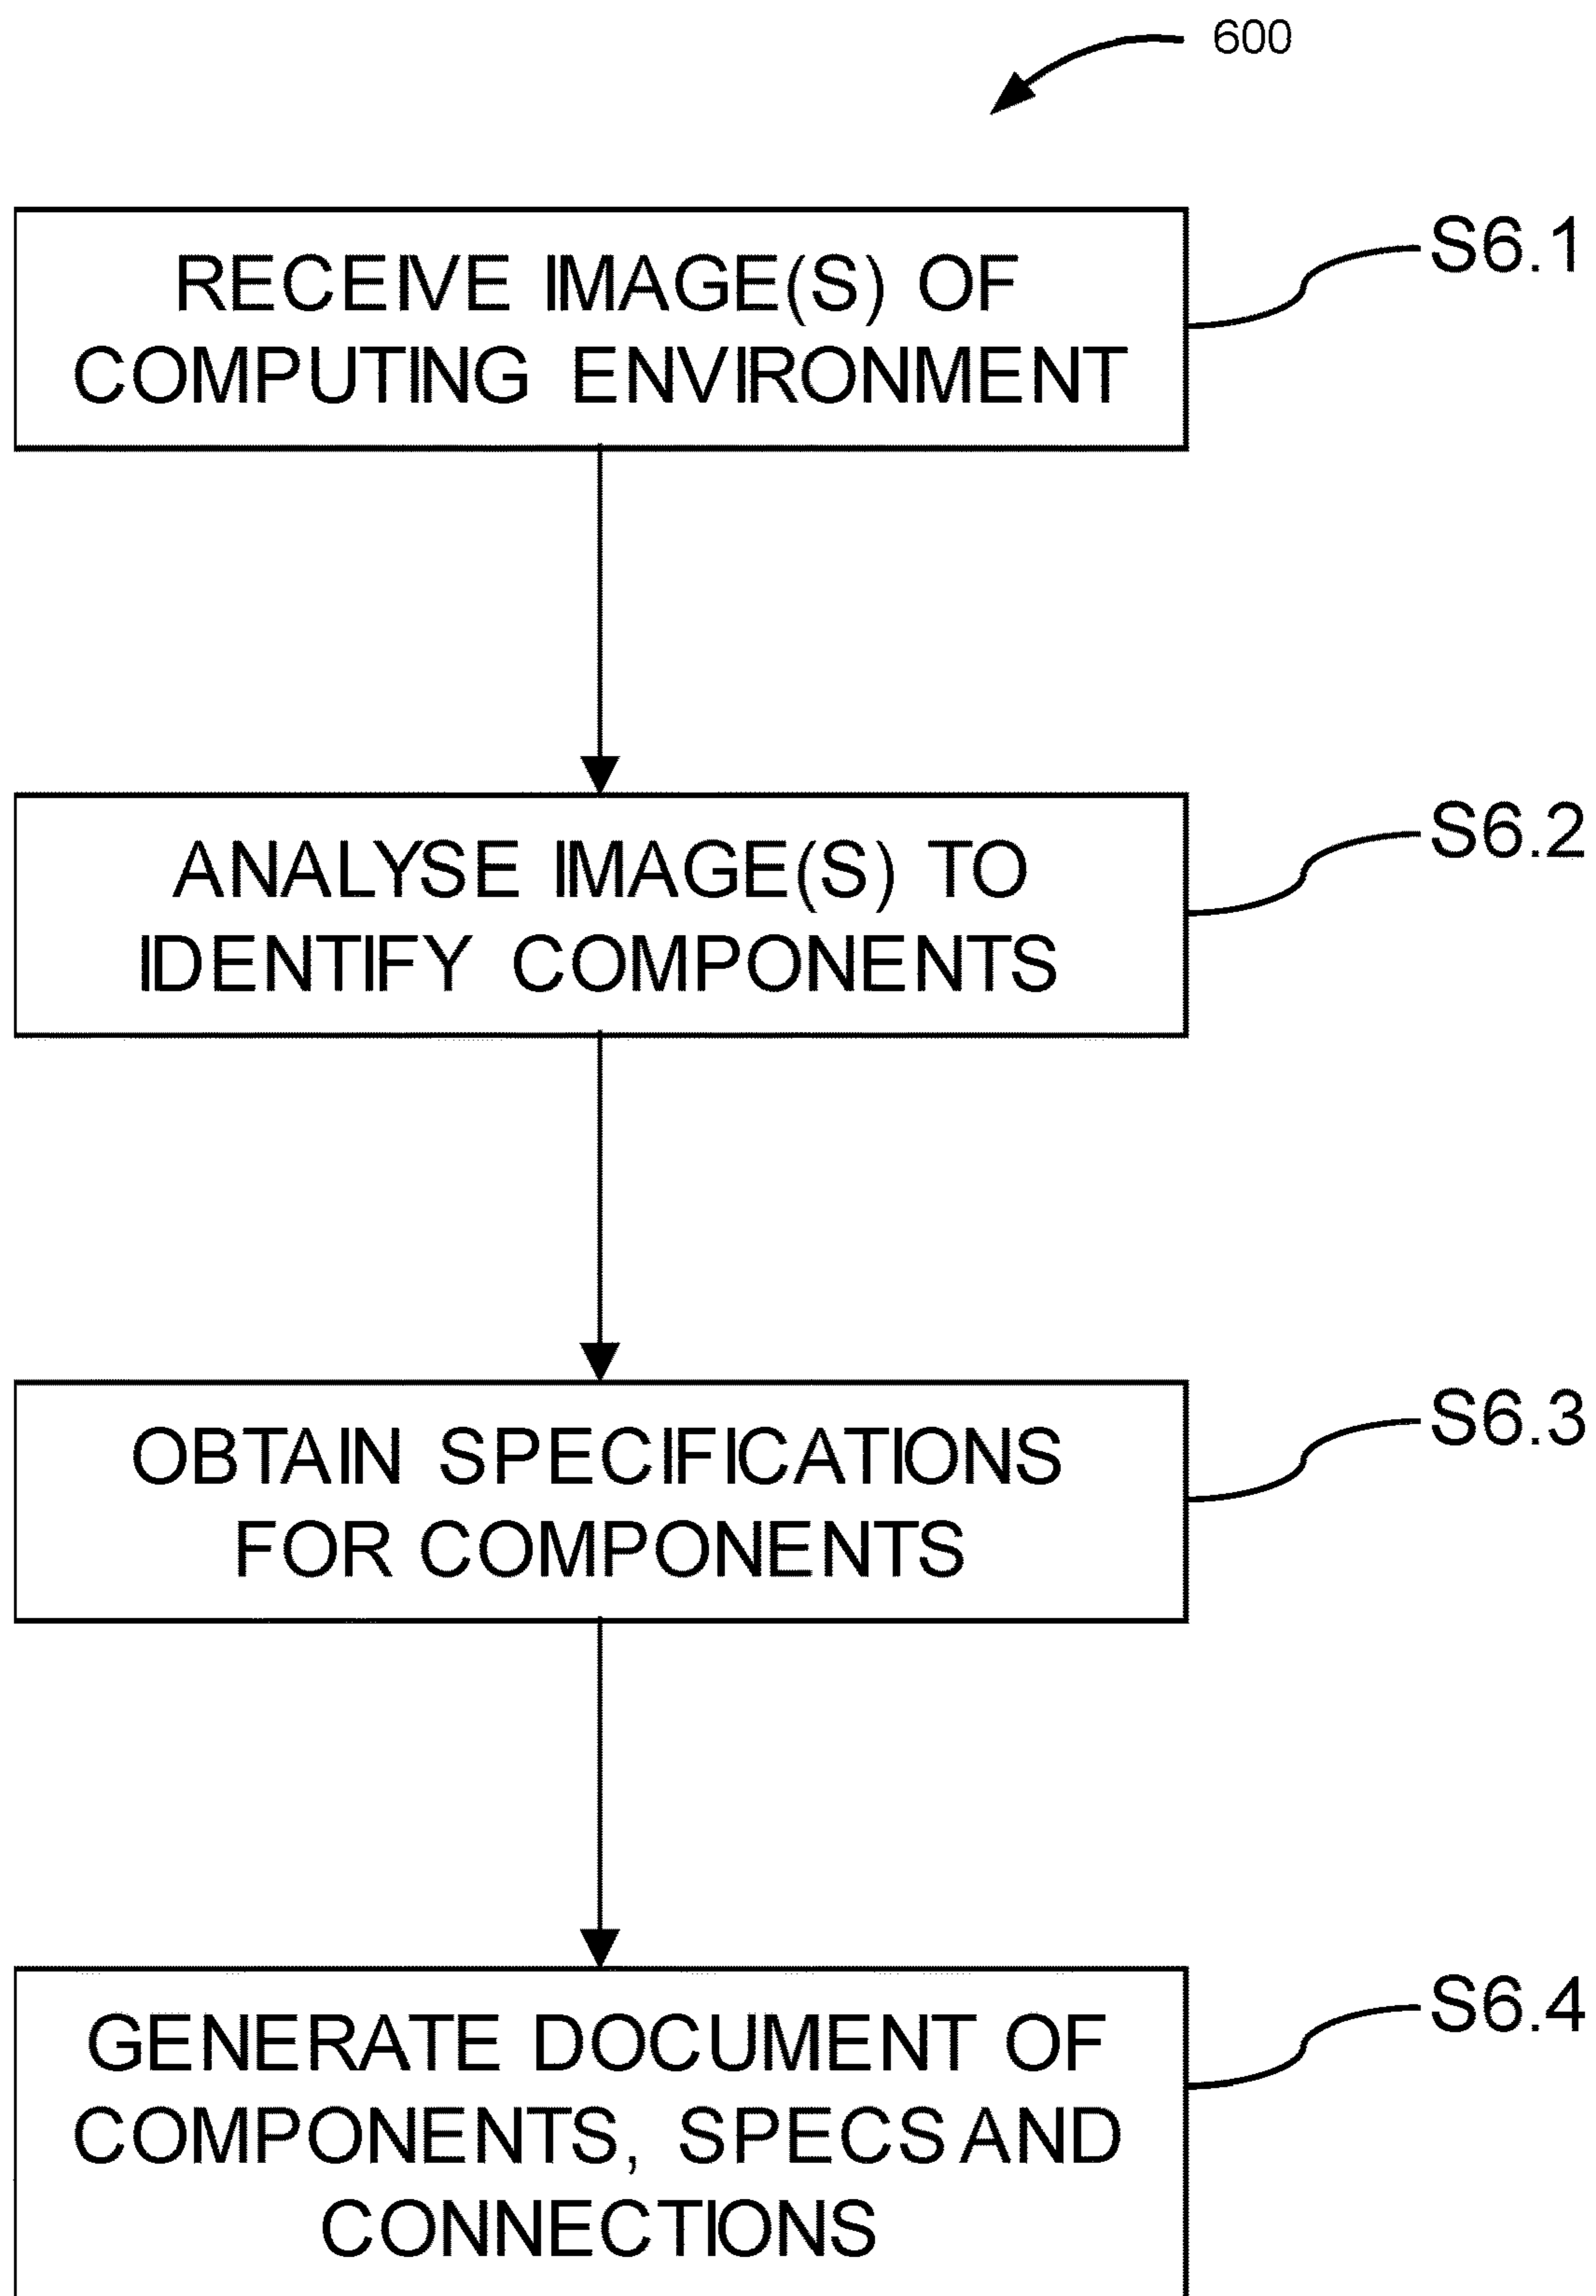 600
RECEIVE IMAGE(S) OF
COMPUTING ENVIRONMENT
S6.1
ANALYSE IMAGE(S) TO
IDENTIFY COMPONENTS
S6.2
OBTAIN SPECIFICATIONS
FOR COMPONENTS
S6.3
GENERATE DOCUMENT OF
COMPONENTS, SPECS AND
CONNECTIONS
S6.4